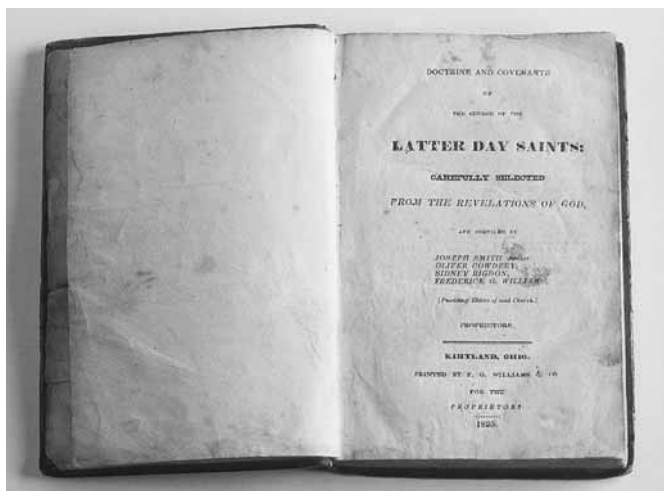 DOCTRINE AND COVENANTS
OF
THE CHURCH OF THE
LATTER DAY SAINTS:
CAREFULLY SELECTED
FROM THE REVELATIONS OF GOD,
AND COMPILED BY
JOSEPH SMITH Junior.
OLIVER COWDERY,
SIDNEY RIGDON,
FREDERICK G. WILLIAMS,
[Presiding Elders of said Church.]
PROPRIETORS.
KIRTLAND, OHIO.
PRINTED BY F. G. WILLIAMS & CO.
FOR THE
PROPRIETORS
1835.